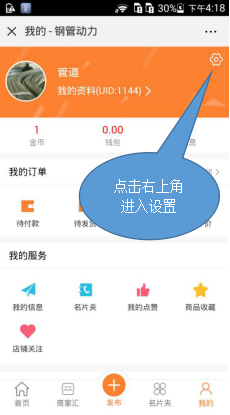 30% 下午4:18
× 我的 - 钢管动力
管道
我的资料(UID:1144) >
1 0.00
金币 钱包 息
我的订单
点击右上角
进入设置
待付款 待发货 价
我的服务
我的信息 名片夹 我的点赞 商品收藏
店铺关注
首页 商家汇 发布 名片夹 我的